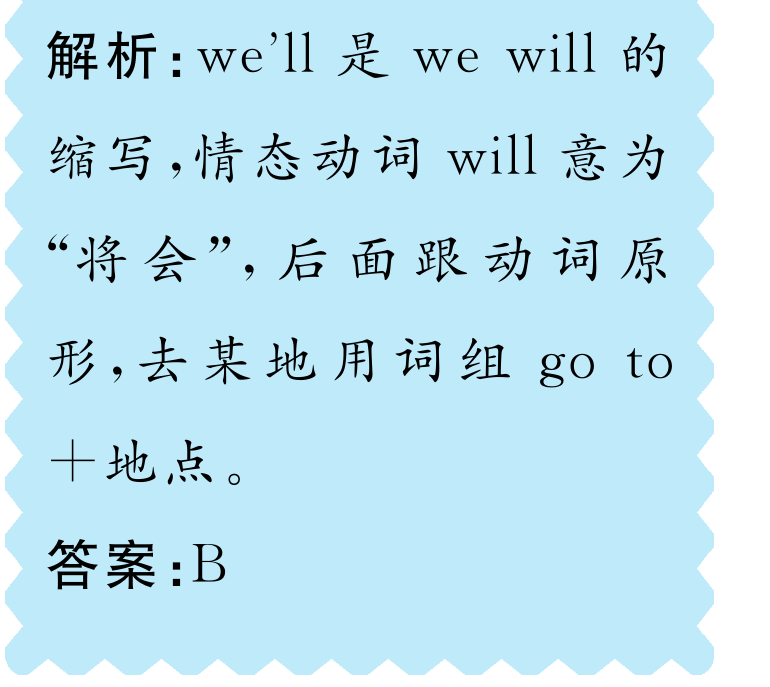 解析:we’ll 是 we will 的
缩写,情态动词 will 意为
“将会”,后面跟动词原
形,去某地用词组 go to
＋地点。
答案:B